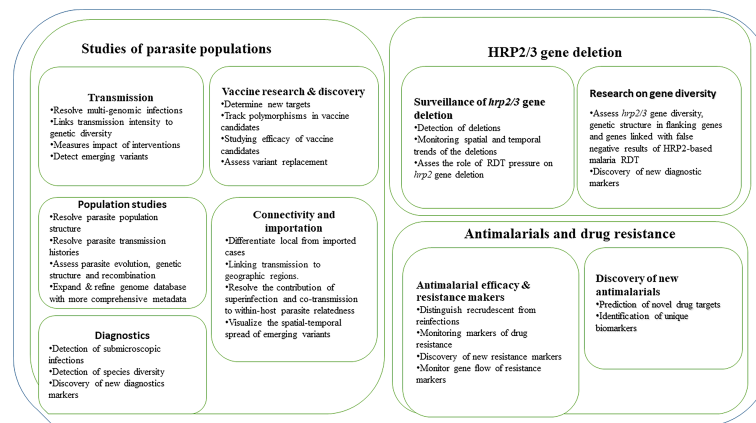 Studies of parasite populations
Transmission
•Resolve multi-genomic infections
•Links transmission intensity to
genetic diversity
•Measures impact of interventions
•Detect emerging variants
Vaccine research & discovery
•Determine new targets
•Track polymorphisms in vaccine
candidates
•Studying efficacy of vaccine
candidates
•Assess variant replacement
Population studies
•Resolve parasite population
structure
•Resolve parasite transmission
histories
•Assess parasite evolution, genetic
structure and recombination
•Expand & refine genome database
with more comprehensive metadata
Connectivity and
importation
•Differentiate local from imported
cases
•Linking transmission to
geographic regions.
•Resolve the contribution of
superinfection and co-transmission
to within-host parasite relatedness
•Visualize the spatial-temporal
spread of emerging variants
Diagnostics
•Detection of submicroscopic
infections
•Detection of species diversity
•Discovery of new diagnostics
markers
HRP2/3 gene deletion
Surveillance of hrp2/3 gene
deletion
•Detection of deletions
•Monitoring spatial and temporal
trends of the deletions
•Asses the role of RDT pressure on
hrp2 gene deletion
Research on gene diversity
•Assess hrp2/3 gene diversity,
genetic structure in flanking genes
and genes linked with false
negative results of HRP2-based
malaria RDT
•Discovery of new diagnostic
markers
Antimalarials and drug resistance
Antimalarial efficacy &
resistance makers
•Distinguish recrudescent from
reinfections
•Monitoring markers of drug
resistance
•Discovery of new resistance markers
•Monitor gene flow of resistance
markers
Discovery of new
antimalarials
•Prediction of novel drug targets
•Identification of unique
biomarkers